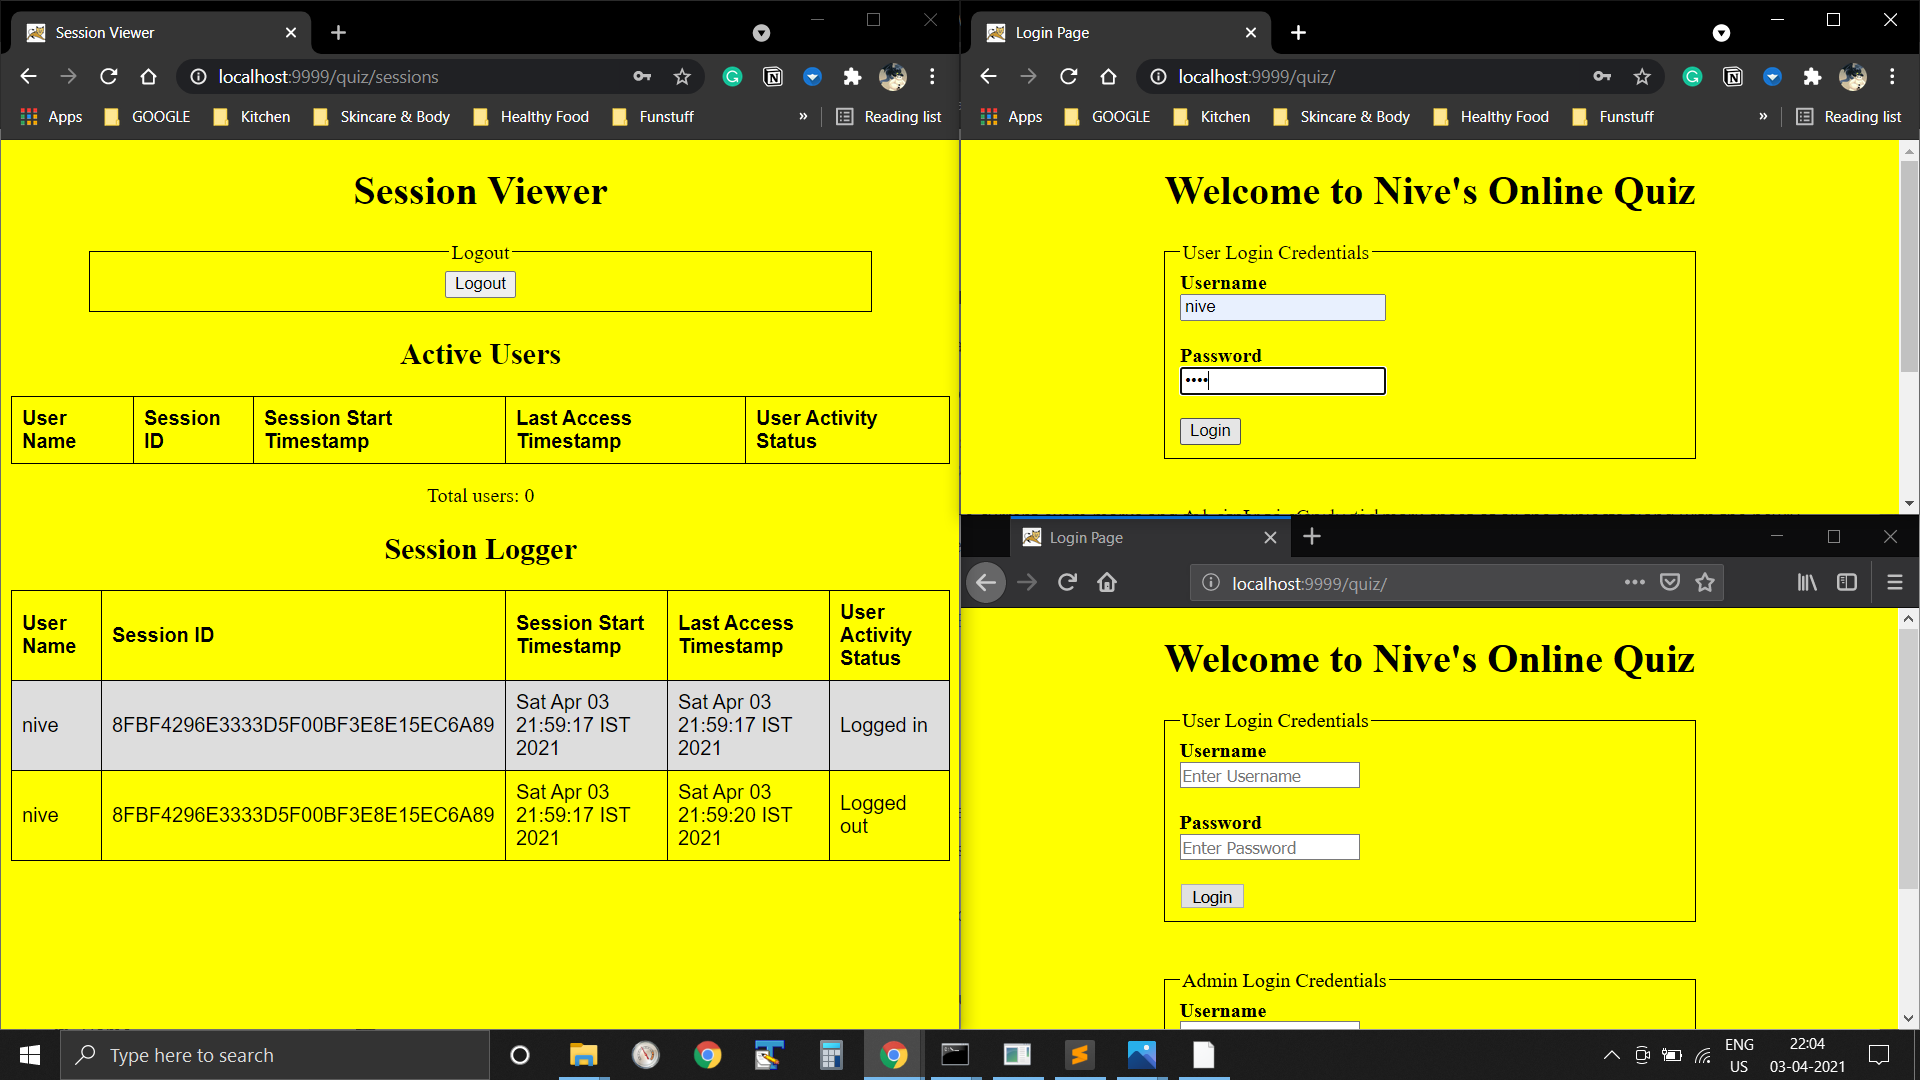 Session Viewer
localhost:9999/quiz/sessions
Apps GOOGLE Kitchen Skincare & Body Healthy Food Funstuff » Reading list
Session Viewer
Logout
Logout
Active Users
User Name Session ID Session Start Timestamp Last Access Timestamp User Activity Status
Total users: 0
Session Logger
User Name Session ID Session Start Timestamp Last Access Timestamp User Activity Status
nive 8FBF4296E3333D5F00BF3E8E15EC6A89 Sat Apr 03 21:59:17 IST 2021 Sat Apr 03 21:59:17 IST 2021 Logged in
nive 8FBF4296E3333D5F00BF3E8E15EC6A89 Sat Apr 03 21:59:17 IST 2021 Sat Apr 03 21:59:20 IST 2021 Logged out
Login Page
localhost:9999/quiz/
Apps GOOGLE Kitchen Skincare & Body Healthy Food Funstuff » Reading list
Welcome to Nive's Online Quiz
User Login Credentials
Username
nive
Password
••••
Login
Login Page
localhost:9999/quiz/
Welcome to Nive's Online Quiz
User Login Credentials
Username
Enter Username
Password
Enter Password
Login
Admin Login Credentials
Username
Type here to search
ENG
US
22:04
03-04-2021